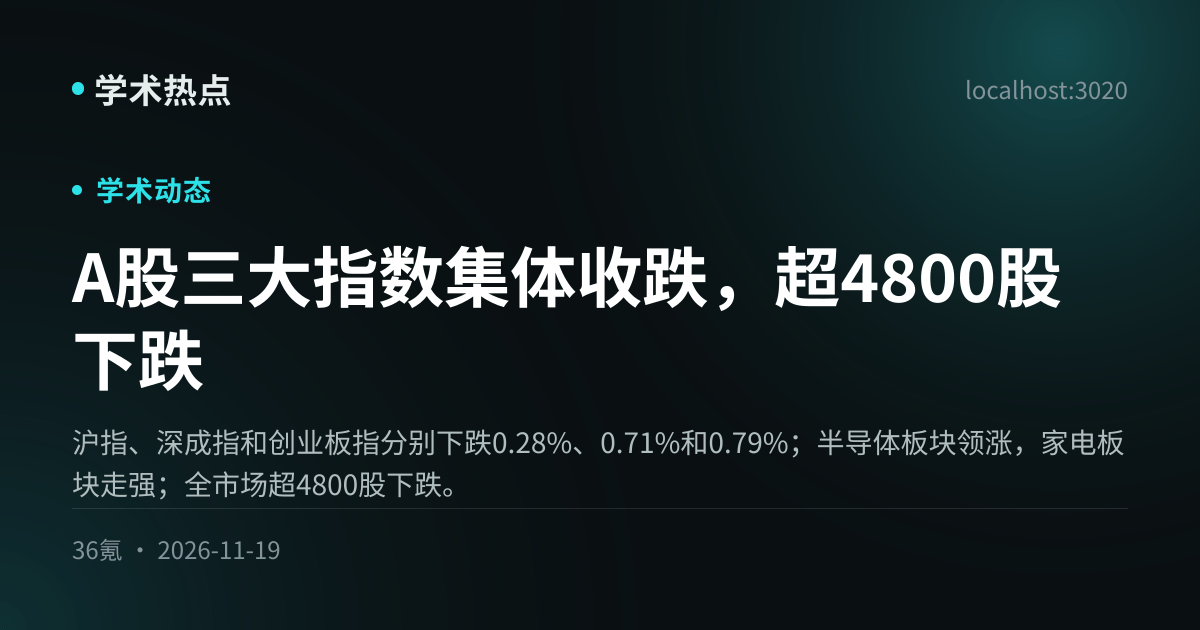 学术热点
localhost:3020
学术动态
A股三大指数集体收跌，超4800股
下跌
沪指、深成指和创业板指分别下跌0.28%、0.71%和0.79%；半导体板块领涨，家电板
块走强；全市场超4800股下跌。
36氪 · 2026-11-19